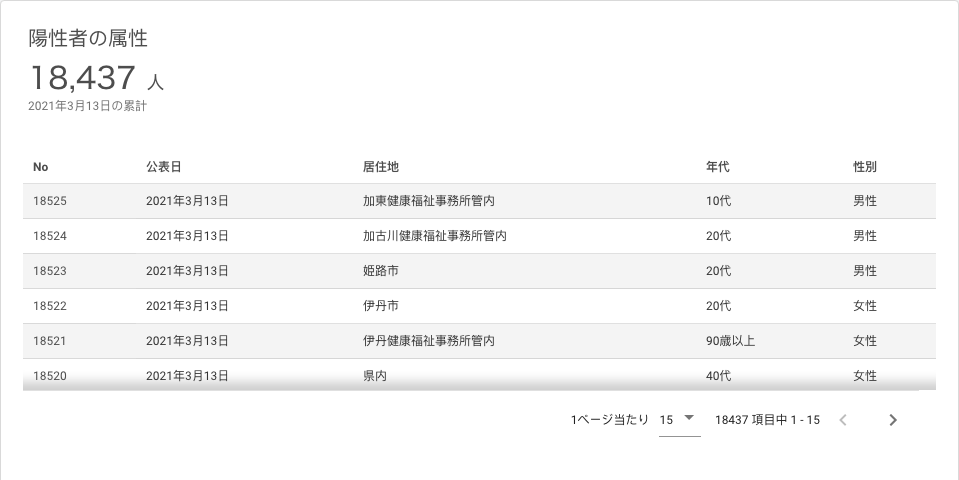 陽性者の属性
18,437 人
2021年3月13日の累計
No 公表日 居住地 年代 性別
18525 2021年3月13日 加東健康福祉事務所管内 10代 男性
18524 2021年3月13日 加古川健康福祉事務所管内 20代 男性
18523 2021年3月13日 姫路市 20代 男性
18522 2021年3月13日 伊丹市 20代 女性
18521 2021年3月13日 伊丹健康福祉事務所管内 90歳以上 女性
18520 2021年3月13日 県内 40代 女性
1ページ当たり 15 18437 項目中 1 - 15